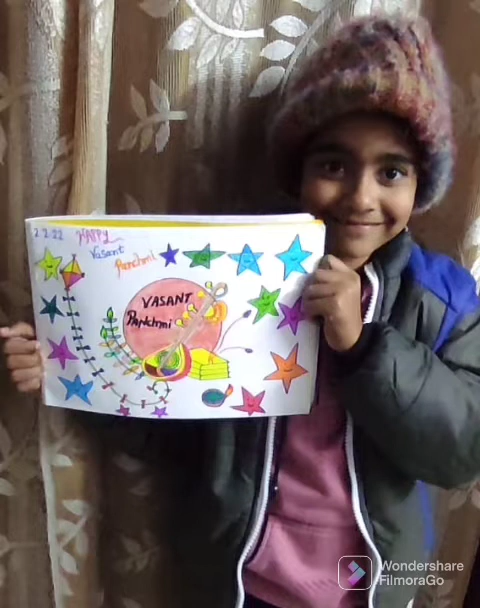 2.2.22 HAPPY
Vasant
Panchmi
VASANT
Panchmi
Wondershare
FilmoraGo